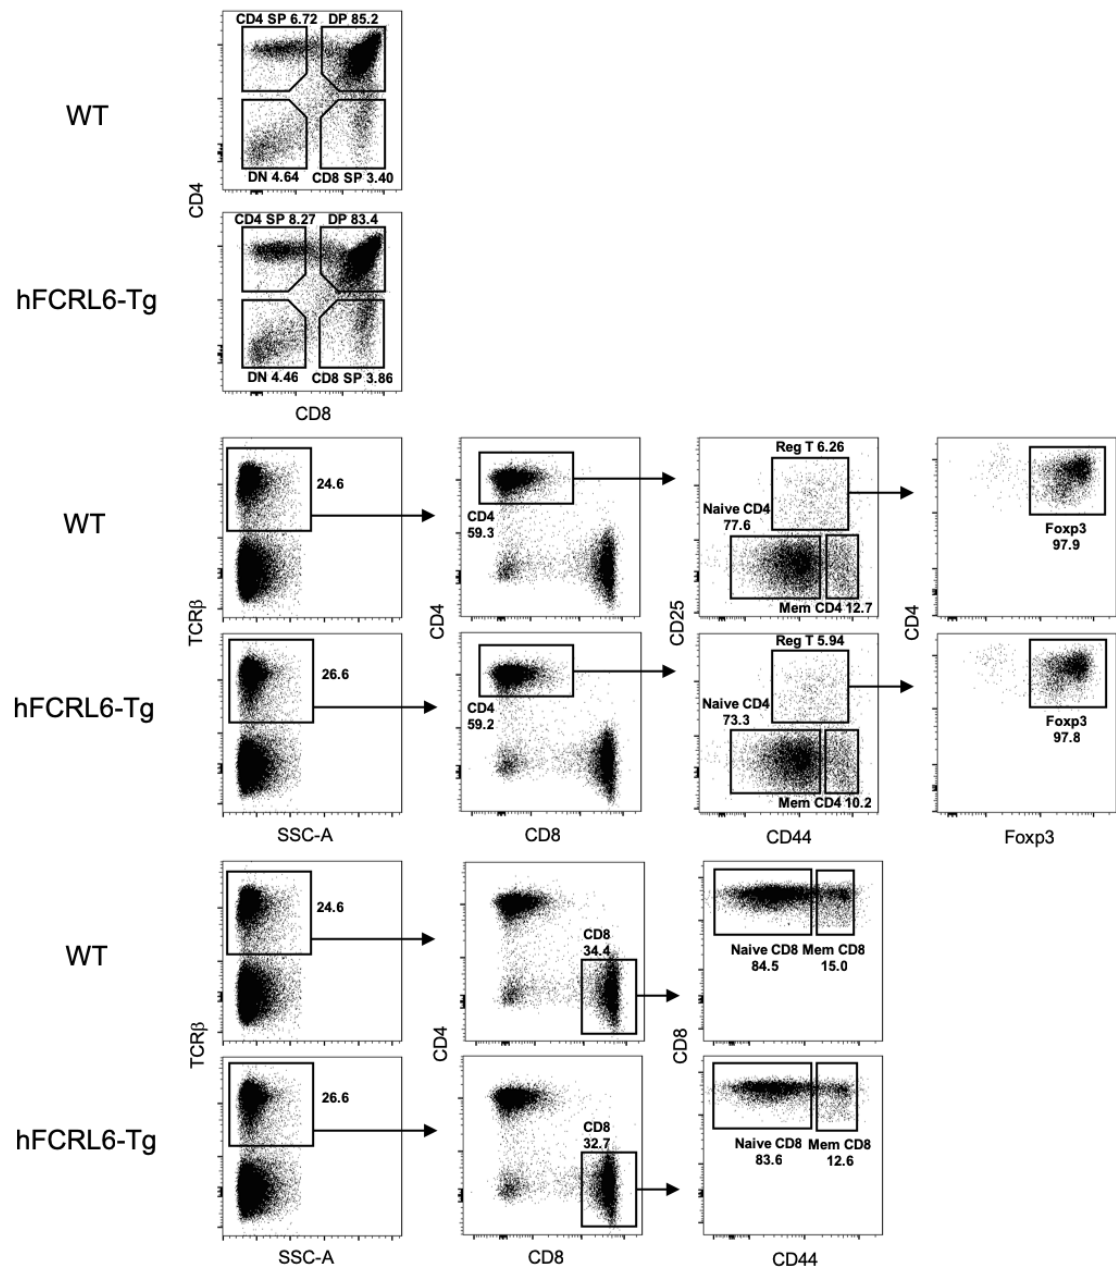 CD4 SP 6.72 DP 85.2
WT
DN 4.64 CD8 SP 3.40
CD4
CD4 SP 8.27 DP 83.4
hFCRL6-Tg
DN 4.46 CD8 SP 3.86
CD8
WT
24.6
CD4
59.3
Reg T 6.26
Naive CD4
77.6
Mem CD4 12.7
Foxp3
97.9
TCRβ
CD4
CD25
CD4
hFCRL6-Tg
26.6
CD4
59.2
Reg T 5.94
Naive CD4
73.3
Mem CD4 10.2
Foxp3
97.8
SSC-A
CD8
CD44
Foxp3
WT
24.6
CD8
34.4
Naive CD8 Mem CD8
84.5 15.0
TCRβ
CD4
CD8
hFCRL6-Tg
26.6
CD8
32.7
Naive CD8 Mem CD8
83.6 12.6
SSC-A
CD8
CD44